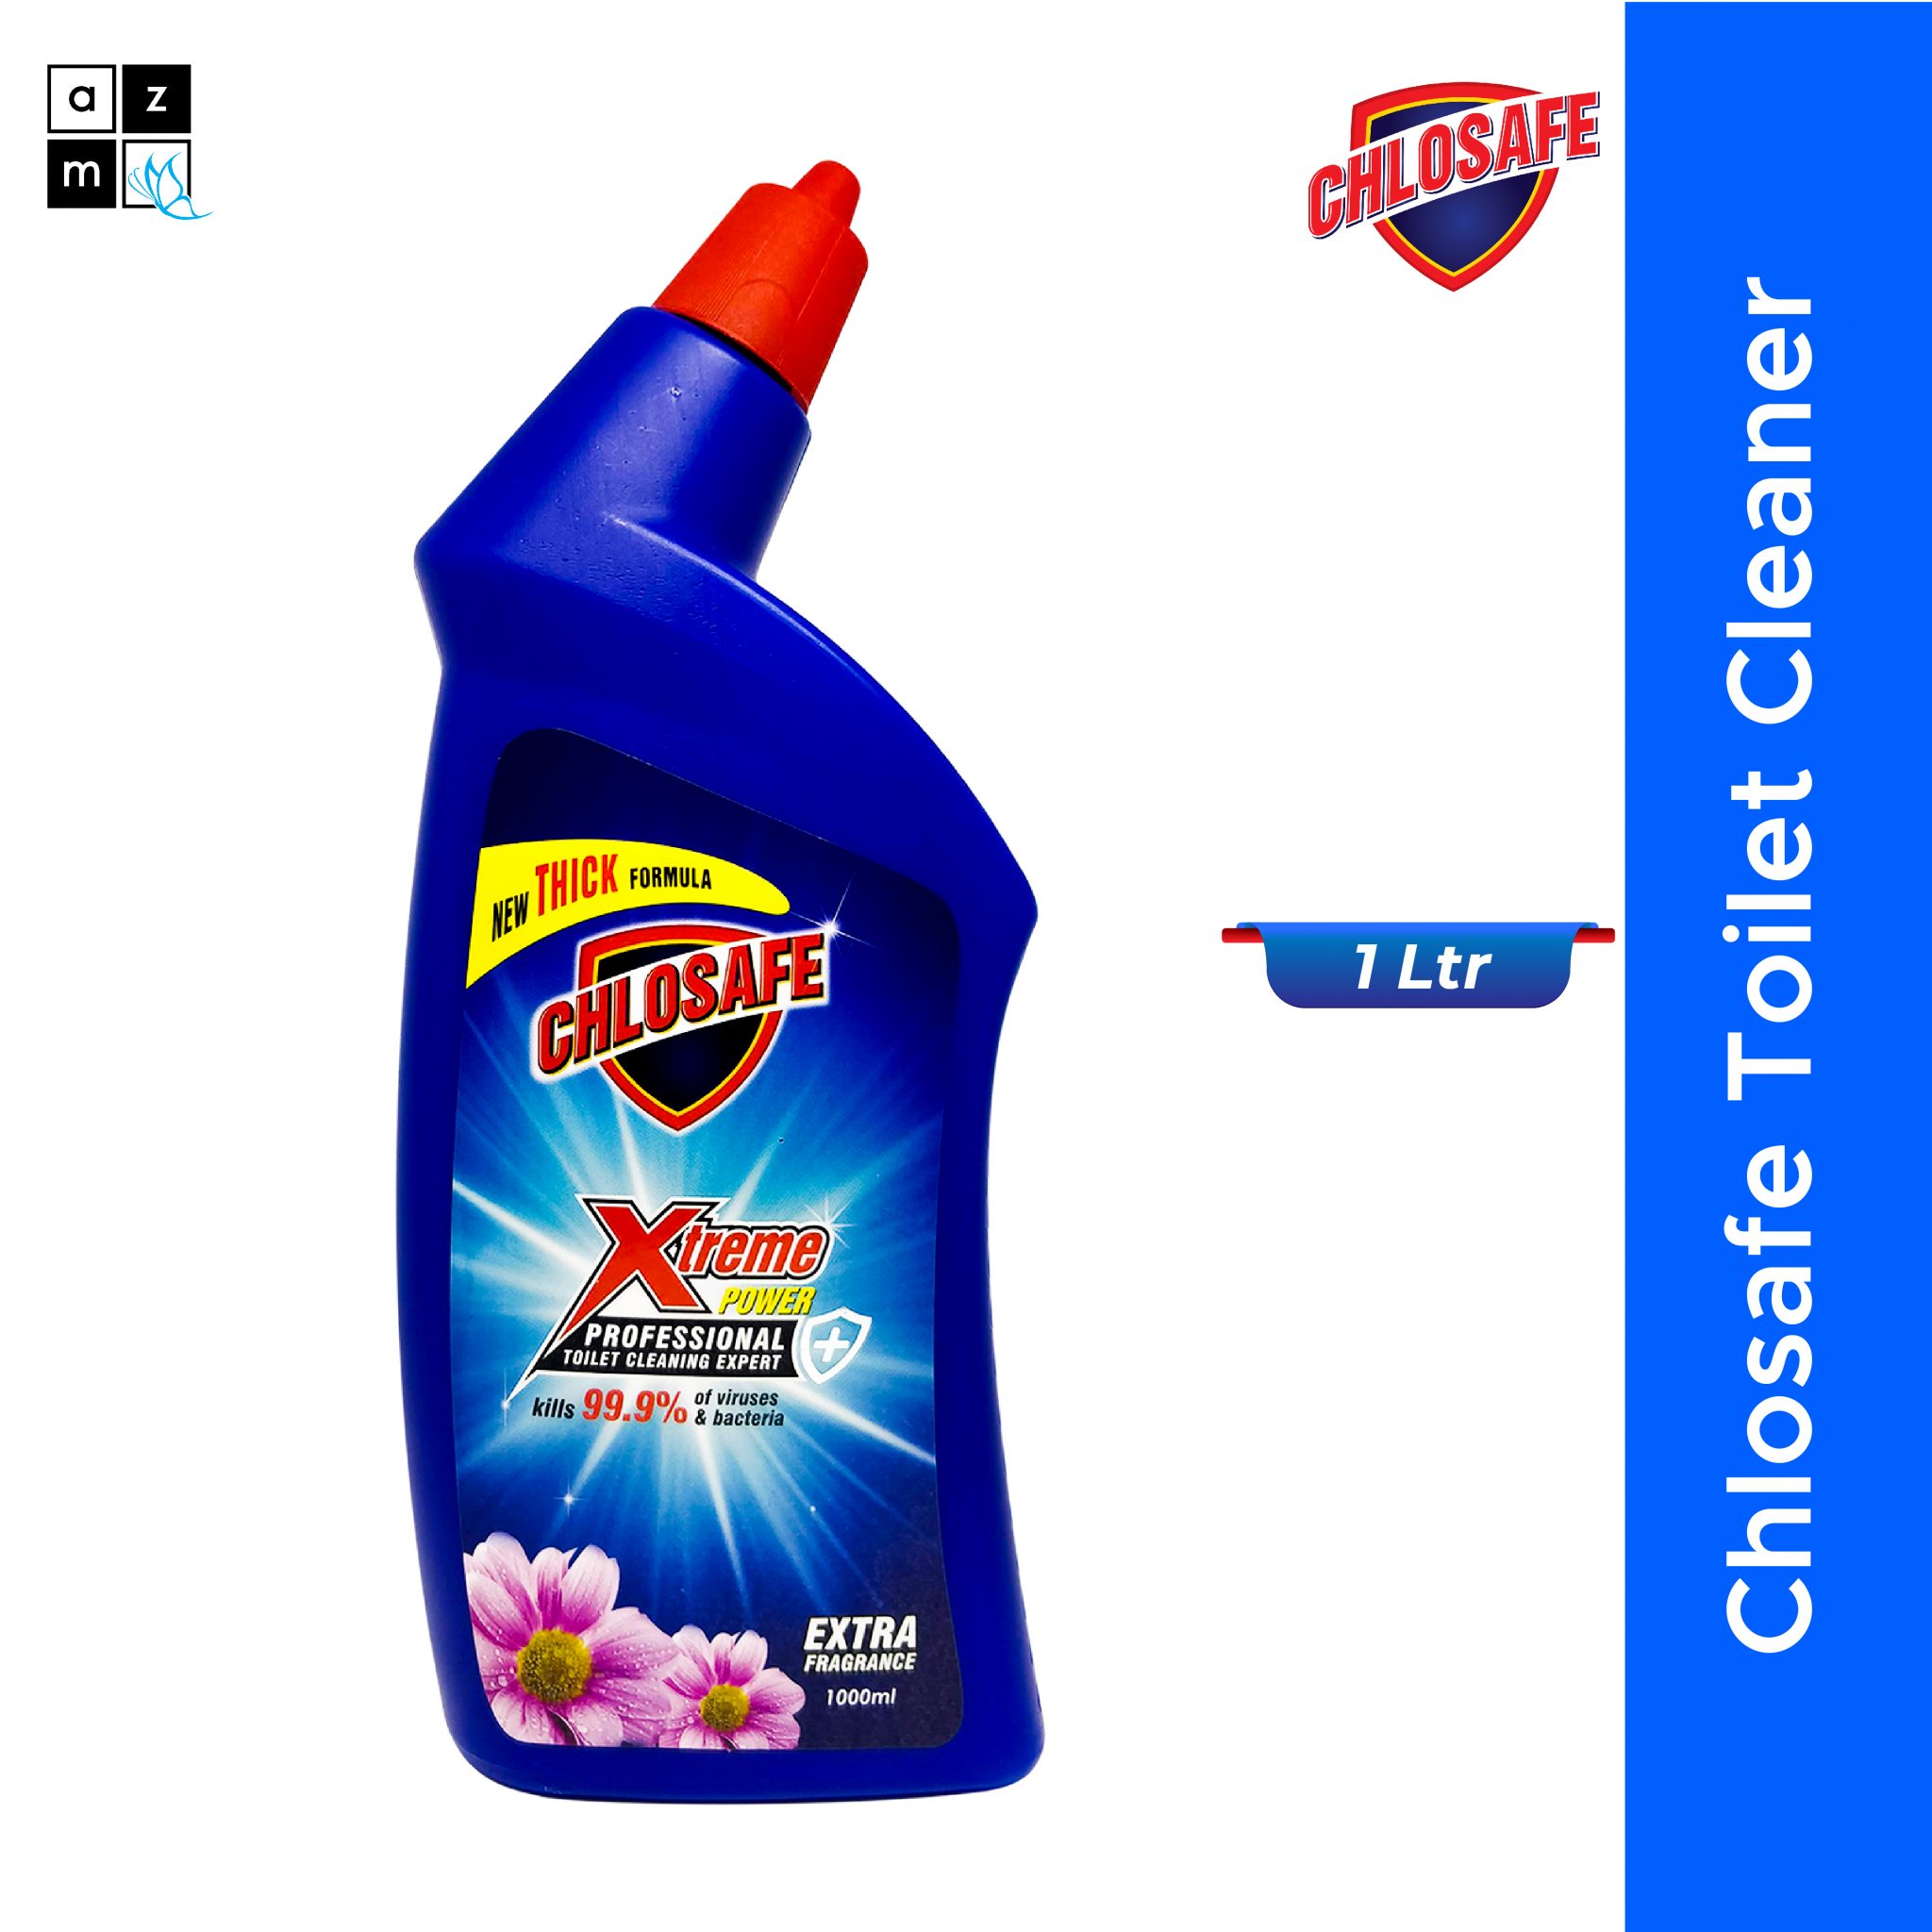 a z
m
CHLOSAFE
NEW THICK FORMULA
CHLOSAFE
Xtreme
POWER
PROFESSIONAL
TOILET CLEANING EXPERT
kills 99.9% of viruses
& bacteria
EXTRA
FRAGRANCE
1000ml
1 Ltr
Chlosafe Toilet Cleaner